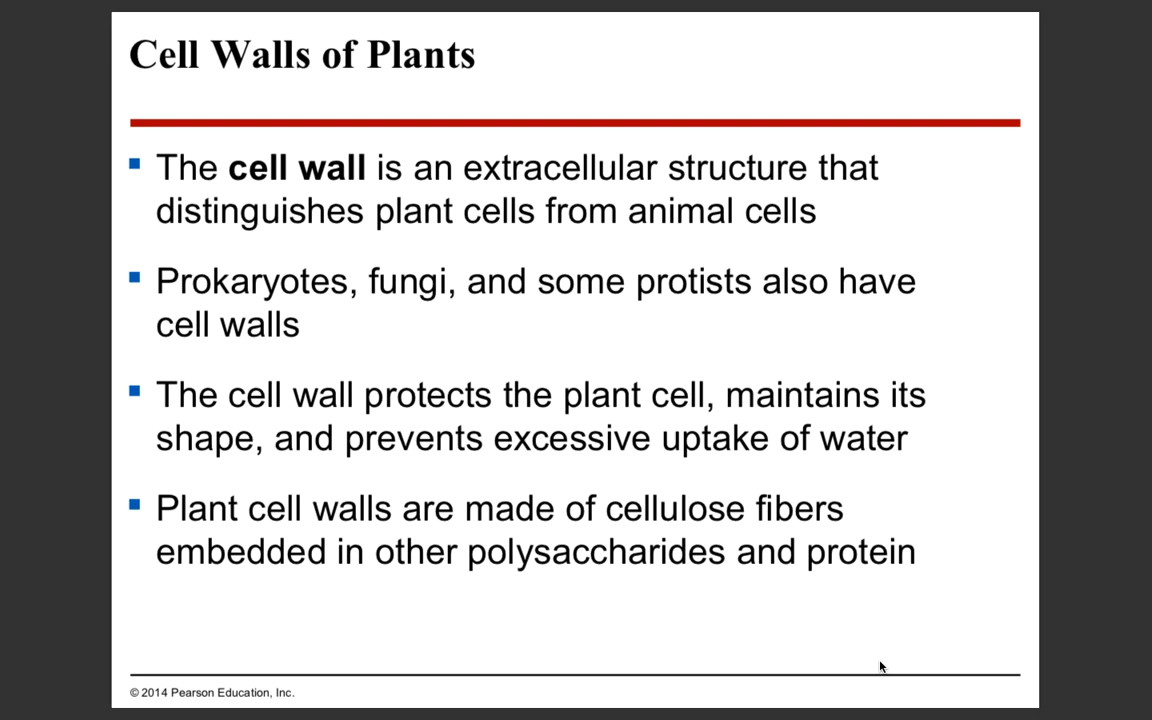 Cell Walls of Plants
The cell wall is an extracellular structure that
distinguishes plant cells from animal cells
Prokaryotes, fungi, and some protists also have
cell walls
The cell wall protects the plant cell, maintains its
shape, and prevents excessive uptake of water
Plant cell walls are made of cellulose fibers
embedded in other polysaccharides and protein
© 2014 Pearson Education, Inc.